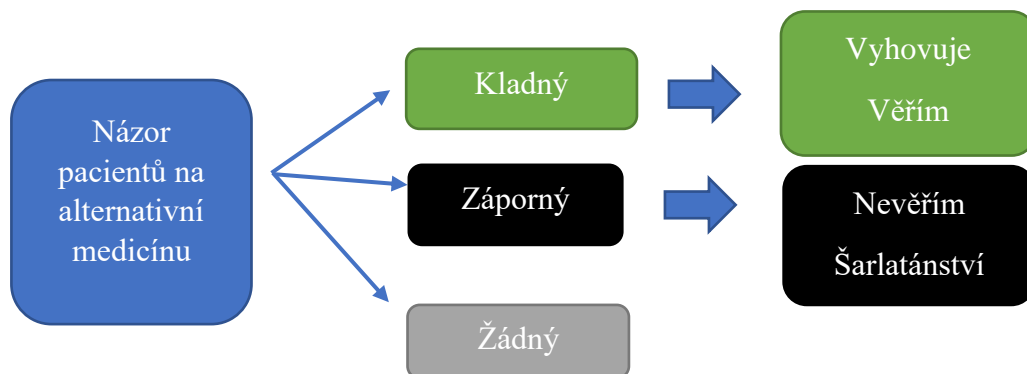 Názor
pacientů na
alternativní
medicínu
Kladný
Vyhovuje
Věřím
Záporný
Nevěřím
Šarlatánství
Žádný